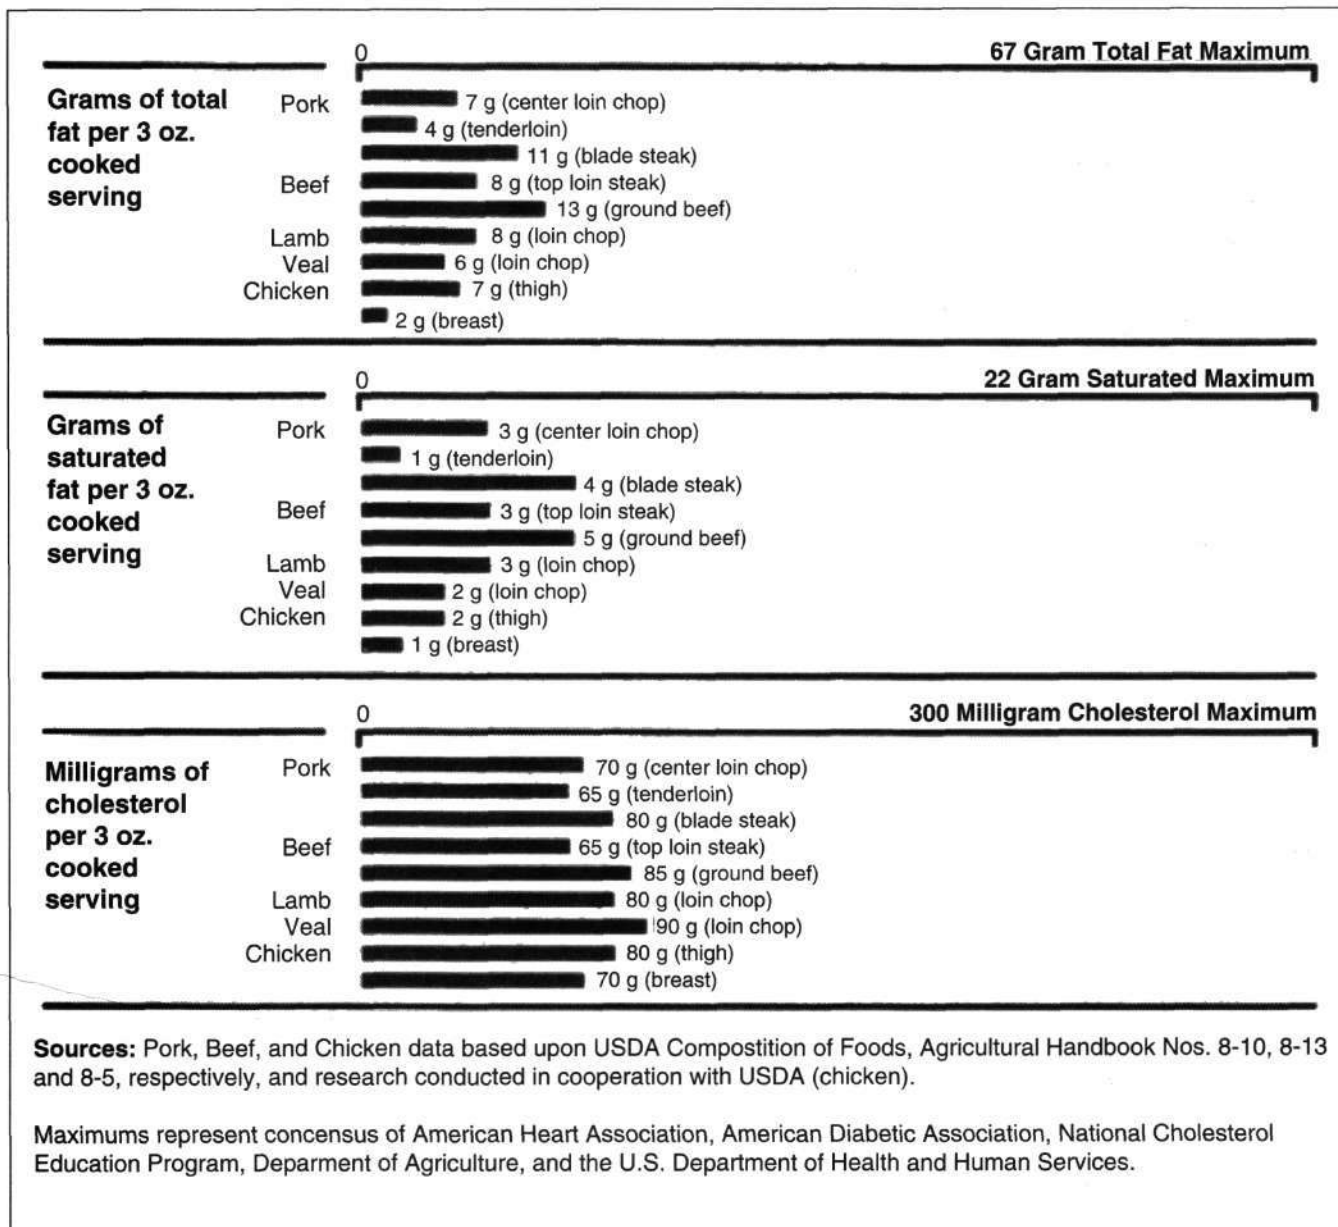 0 67 Gram Total Fat Maximum
Grams of total
fat per 3 oz.
cooked
serving
Pork 7 g (center loin chop)
4 g (tenderloin)
11 g (blade steak)
Beef 8 g (top loin steak)
13 g (ground beef)
Lamb 8 g (loin chop)
Veal 6 g (loin chop)
Chicken 7 g (thigh)
2 g (breast)
0 22 Gram Saturated Maximum
Grams of
saturated
fat per 3 oz.
cooked
serving
Pork 3 g (center loin chop)
1 g (tenderloin)
4 g (blade steak)
Beef 3 g (top loin steak)
5 g (ground beef)
Lamb 3 g (loin chop)
Veal 2 g (loin chop)
Chicken 2 g (thigh)
1 g (breast)
0 300 Milligram Cholesterol Maximum
Milligrams of
cholesterol
per 3 oz.
cooked
serving
Pork 70 g (center loin chop)
65 g (tenderloin)
80 g (blade steak)
Beef 65 g (top loin steak)
85 g (ground beef)
Lamb 80 g (loin chop)
Veal 90 g (loin chop)
Chicken 80 g (thigh)
70 g (breast)
Sources: Pork, Beef, and Chicken data based upon USDA Compostition of Foods, Agricultural Handbook Nos. 8-10, 8-13
and 8-5, respectively, and research conducted in cooperation with USDA (chicken).
Maximums represent concensus of American Heart Association, American Diabetic Association, National Cholesterol
Education Program, Deparment of Agriculture, and the U.S. Department of Health and Human Services.